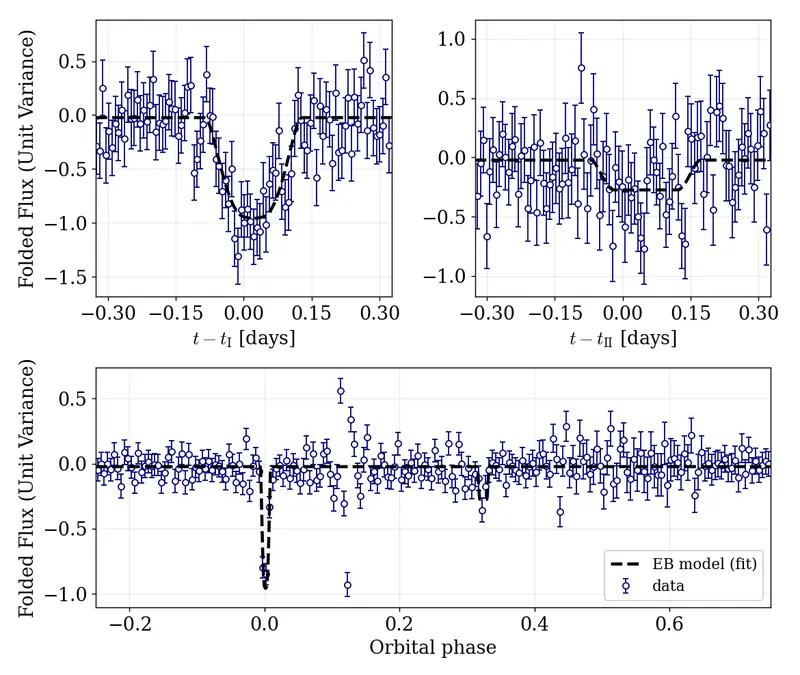 Folded Flux (Unit Variance)
0.5
0.0
−0.5
−1.0
−1.5
−0.30 −0.15 0.00 0.15 0.30
t − t_I [days]
1.0
0.5
0.0
−0.5
−1.0
−0.30 −0.15 0.00 0.15 0.30
t − t_II [days]
Folded Flux (Unit Variance)
0.5
0.0
−0.5
−1.0
EB model (fit)
data
−0.2 0.0 0.2 0.4 0.6
Orbital phase